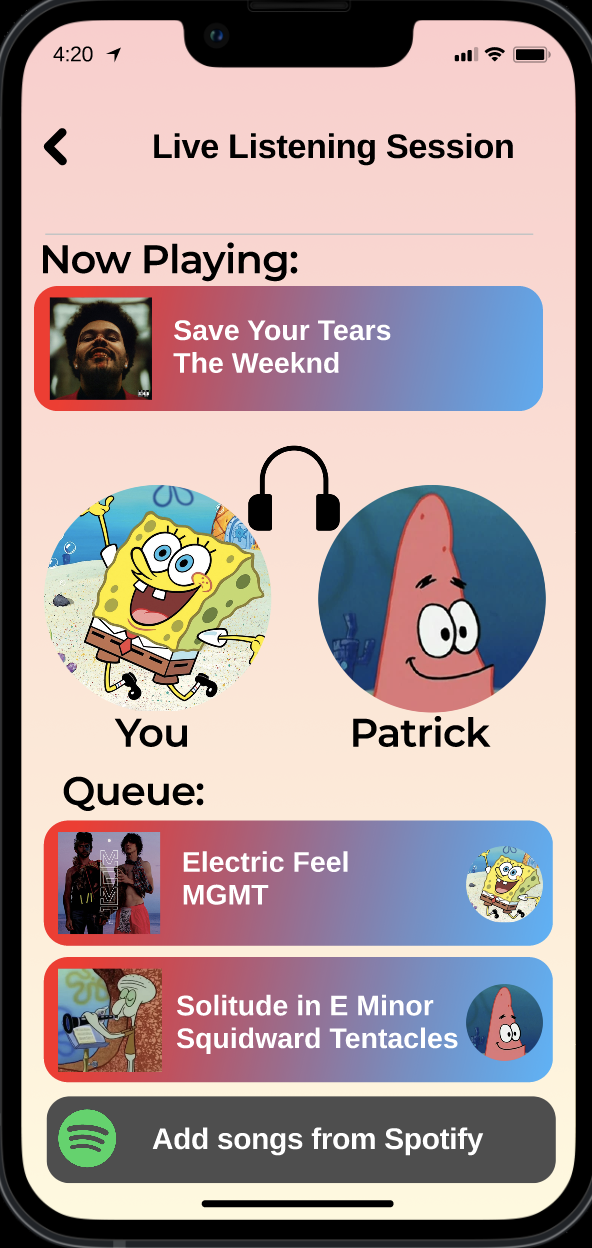 4:20
Live Listening Session
Now Playing:
Save Your Tears
The Weeknd
You
Patrick
Queue:
Electric Feel
MGMT
Solitude in E Minor
Squidward Tentacles
Add songs from Spotify